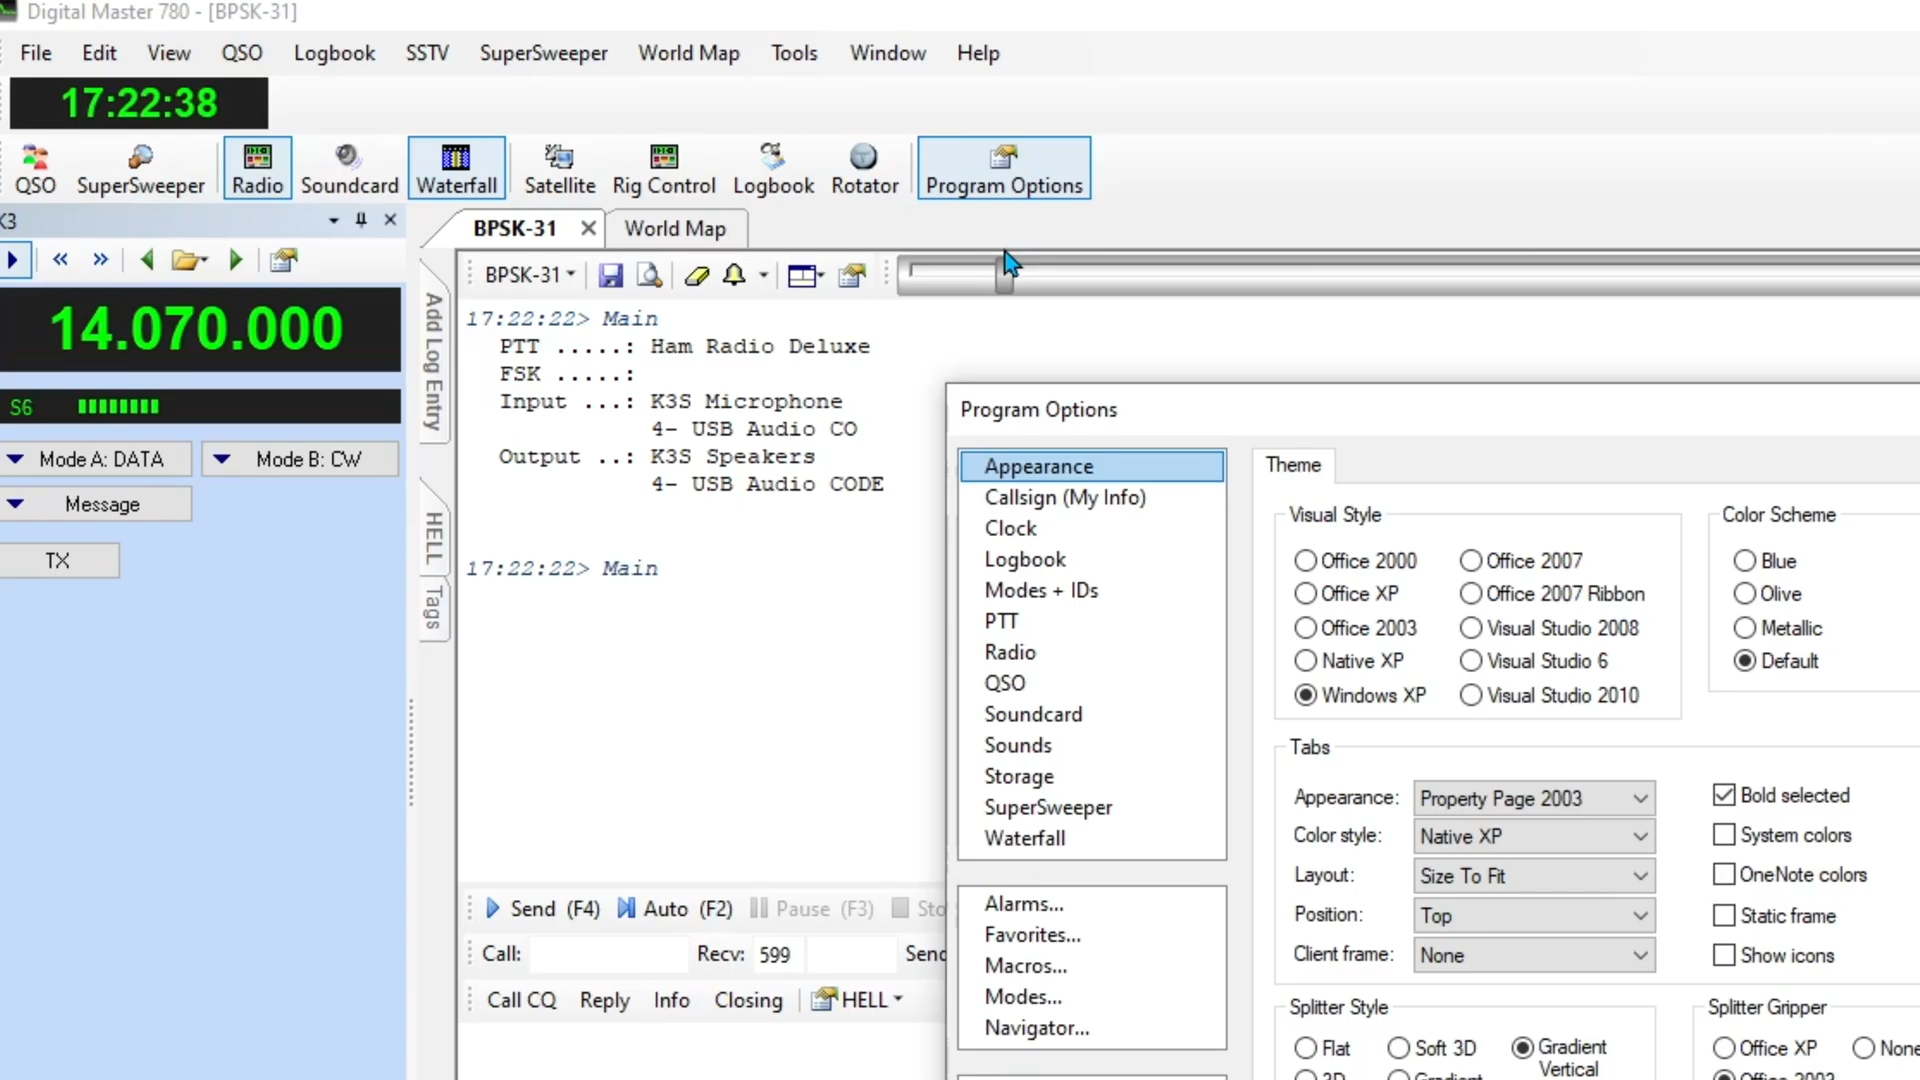 Digital Master 780 - [BPSK-31]
File Edit View QSO Logbook SSTV SuperSweeper World Map Tools Window Help
17:22:38
QSO SuperSweeper Radio Soundcard Waterfall Satellite Rig Control Logbook Rotator Program Options
K3
BPSK-31 World Map
BPSK-31
14.070.000
S6
Mode A: DATA Mode B: CW
Message
TX
Add Log Entry
HELL
Tags
17:22:22> Main
PTT .....: Ham Radio Deluxe
FSK .....:
Input ...: K3S Microphone
4- USB Audio CO
Output ..: K3S Speakers
4- USB Audio CODE
17:22:22> Main
Send (F4) Auto (F2) Pause (F3) Sto
Call: Recv: 599 Send
Call CQ Reply Info Closing HELL
Program Options
Appearance
Callsign (My Info)
Clock
Logbook
Modes + IDs
PTT
Radio
QSO
Soundcard
Sounds
Storage
SuperSweeper
Waterfall
Alarms...
Favorites...
Macros...
Modes...
Navigator...
Theme
Visual Style
Office 2000 Office 2007
Office XP Office 2007 Ribbon
Office 2003 Visual Studio 2008
Native XP Visual Studio 6
Windows XP Visual Studio 2010
Color Scheme
Blue
Olive
Metallic
Default
Tabs
Appearance: Property Page 2003 Bold selected
Color style: Native XP System colors
Layout: Size To Fit OneNote colors
Position: Top Static frame
Client frame: None Show icons
Splitter Style
Flat Soft 3D Gradient Vertical
3D Gradient
Splitter Gripper
Office XP None
Office 2003